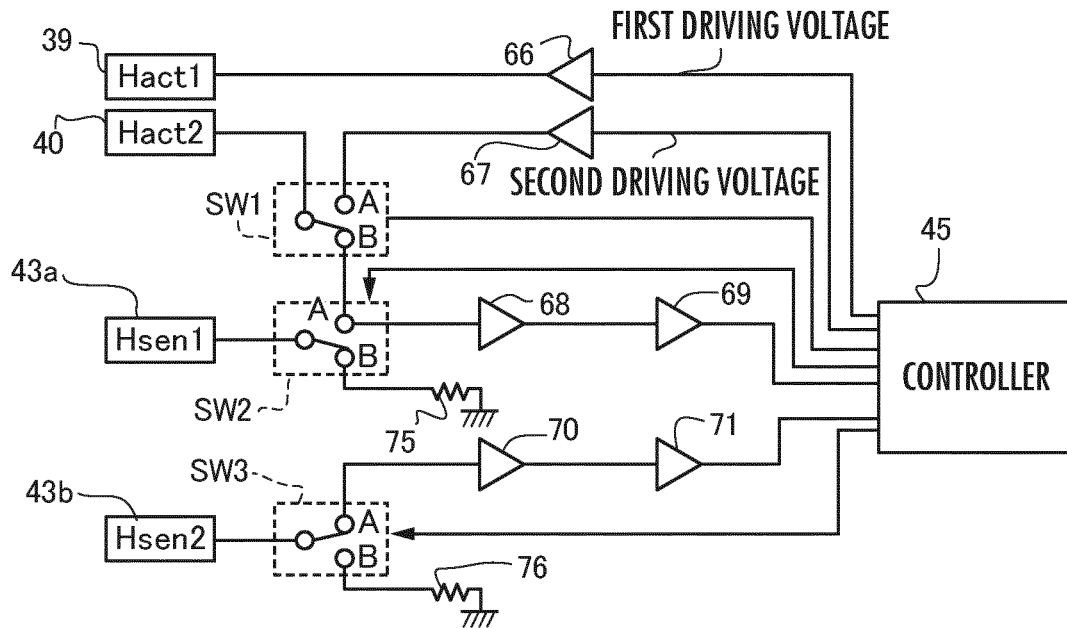 FIRST DRIVING VOLTAGE
39
66
Hact1
40
Hact2
67
SECOND DRIVING VOLTAGE
SW1
A
B
45
43a
A
68
69
Hsen1
B
CONTROLLER
SW2
75
70
71
SW3
43b
A
Hsen2
B
76